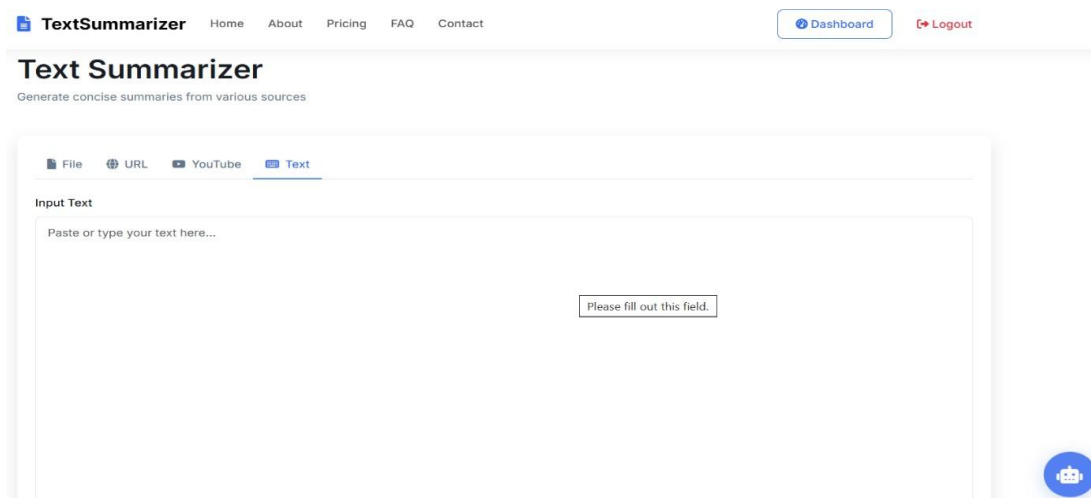 TextSummarizer Home About Pricing FAQ Contact Dashboard Logout
Text Summarizer
Generate concise summaries from various sources
File URL YouTube Text
Input Text
Paste or type your text here...
Please fill out this field.